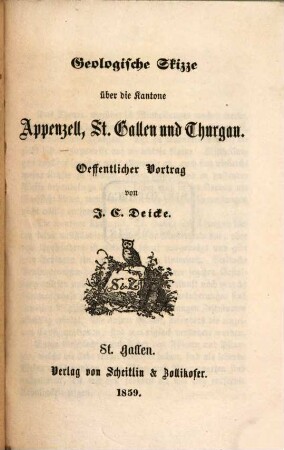 Geologische Skizze
über die Kantone
Appenzell, St. Gallen und Thurgau.
Oeffentlicher Vortrag
von
J. C. Deicke.
S & Z
St. Gallen.
Verlag von Scheitlin & Zollikofer.
1859.